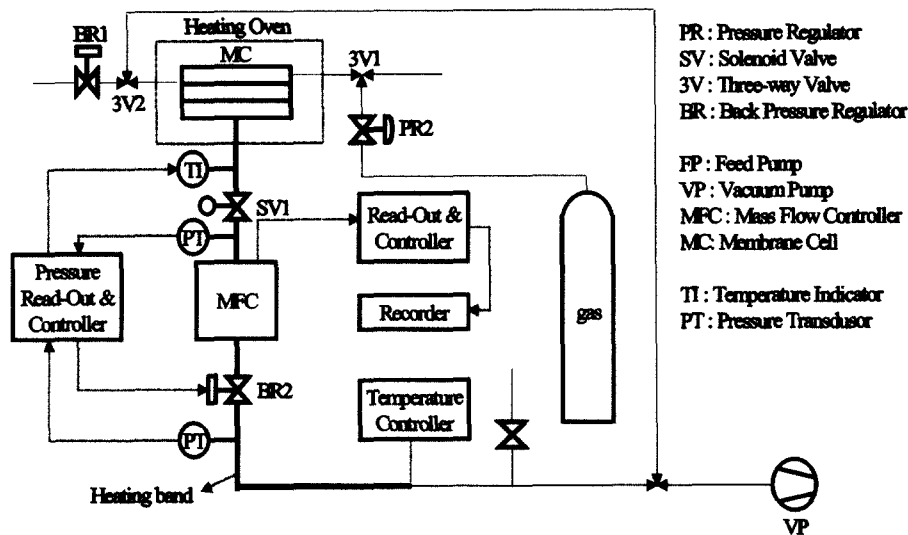 Heating Oven
BR1
MC
3V1
3V2
PR2
TI
SV1
PT
Read-Out &
Controller
Pressure
Read-Out &
Controller
MFC
Recorder
gas
BR2
Temperature
Controller
PT
Heating band
VP
PR : Pressure Regulator
SV : Solenoid Valve
3V : Three-way Valve
BR : Back Pressure Regulator
FP : Feed Pump
VP : Vacuum Pump
MFC : Mass Flow Controller
MC: Membrane Cell
TI : Temperature Indicator
PT : Pressure Transdusor